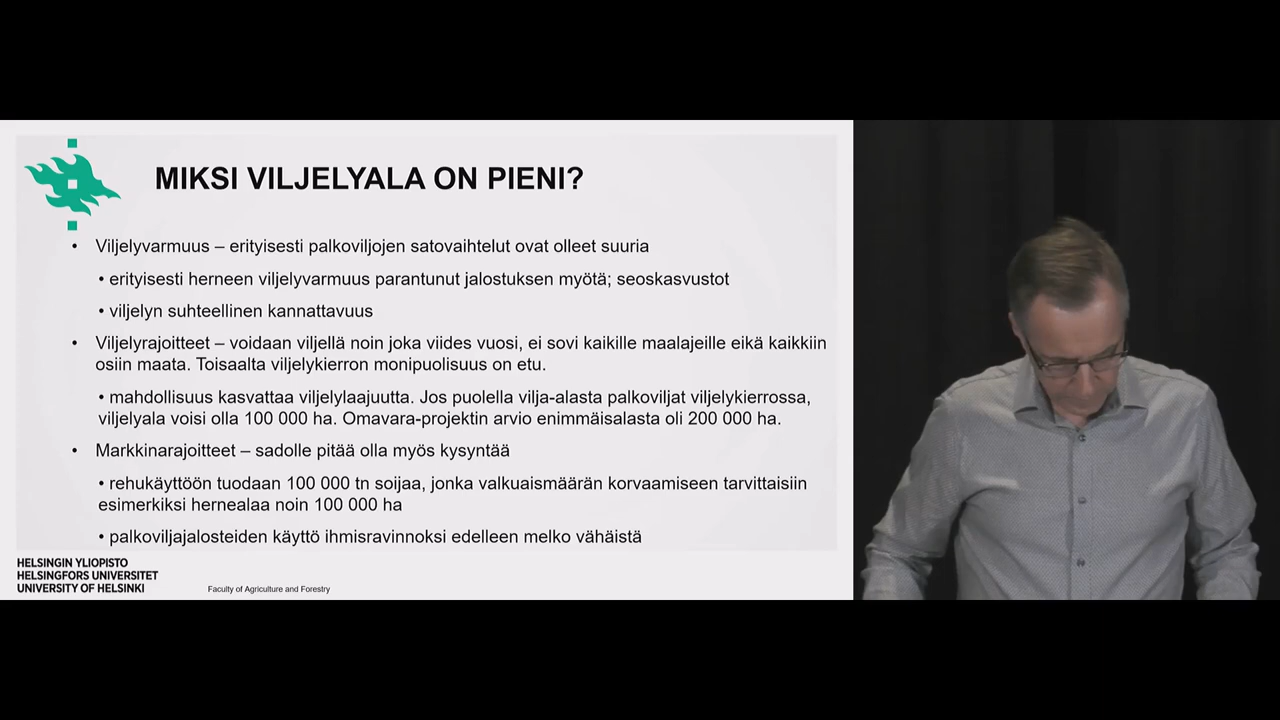 MIKSI VILJELYALA ON PIENI?
• Viljelyvarmuus – erityisesti palkoviljojen satovaihtelut ovat olleet suuria
• erityisesti herneen viljelyvarmuus parantunut jalostuksen myötä; seoskasvustot
• viljelyn suhteellinen kannattavuus
• Viljelyrajoitteet – voidaan viljellä noin joka viides vuosi, ei sovi kaikille maalajeille eikä kaikkiin
osiin maata. Toisaalta viljelykierron monipuolisuus on etu.
• mahdollisuus kasvattaa viljelylaajuutta. Jos puolella vilja-alasta palkoviljat viljelykierrossa,
viljelyala voisi olla 100 000 ha. Omavara-projektin arvio enimmäisalasta oli 200 000 ha.
• Markkinarajoitteet – sadolle pitää olla myös kysyntää
• rehukäyttöön tuodaan 100 000 tn soijaa, jonka valkuaismäärän korvaamiseen tarvittaisiin
esimerkiksi hernealaa noin 100 000 ha
• palkoviljajalosteiden käyttö ihmisravinnoksi edelleen melko vähäistä
HELSINGIN YLIOPISTO
HELSINGFORS UNIVERSITET
UNIVERSITY OF HELSINKI
Faculty of Agriculture and Forestry